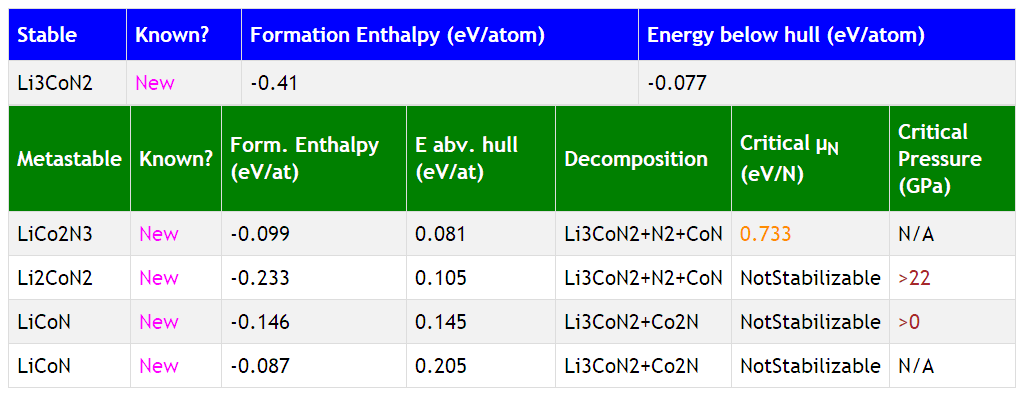 Stable Known? Formation Enthalpy (eV/atom) Energy below hull (eV/atom)
Li3CoN2 New -0.41 -0.077
Metastable Known? Form. Enthalpy (eV/at) E abv. hull (eV/at) Decomposition Critical μN (eV/N) Critical Pressure (GPa)
LiCo2N3 New -0.099 0.081 Li3CoN2+N2+CoN 0.733 N/A
Li2CoN2 New -0.233 0.105 Li3CoN2+N2+CoN NotStabilizable >22
LiCoN New -0.146 0.145 Li3CoN2+Co2N NotStabilizable >0
LiCoN New -0.087 0.205 Li3CoN2+Co2N NotStabilizable N/A